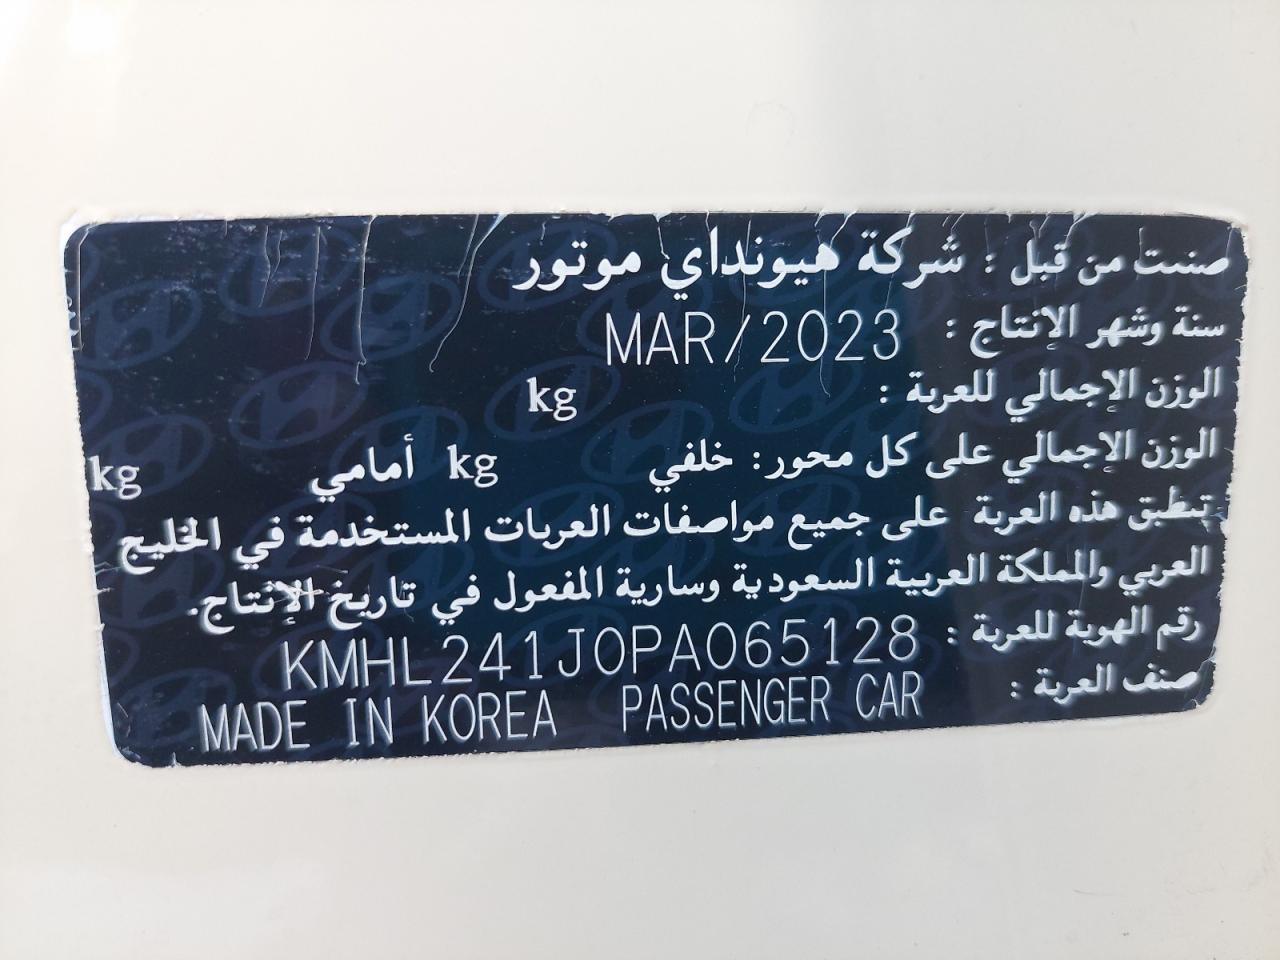 صنعت من قبل : شركة هيونداي موتور
سنة وشهر الإنتاج : MAR/2023
الوزن الإجمالي للعربة : kg
الوزن الإجمالي على كل محور: خلفي kg أمامي kg
تنطبق هذه العربة على جميع مواصفات العربات المستخدمة في الخليج
العربي والمملكة العربية السعودية وسارية المفعول في تاريخ الإنتاج.
رقم الهوية للعربة : KMHL241J0PA065128
صنف العربة : PASSENGER CAR MADE IN KOREA